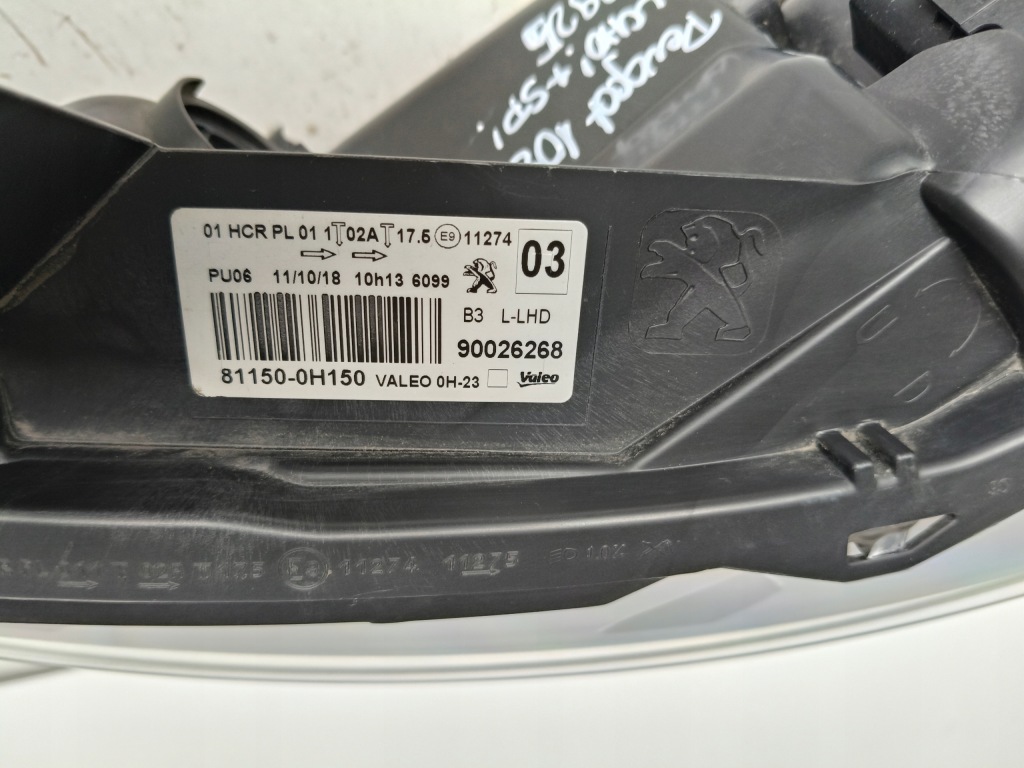 Peugeot 108
01 HCR PL 01 1 02A 17.5 E9 11274
03
PU06 11/10/18 10h13 6099
B3 L-LHD
90026268
81150-0H150 VALEO 0H-23 Valeo
11274 11275